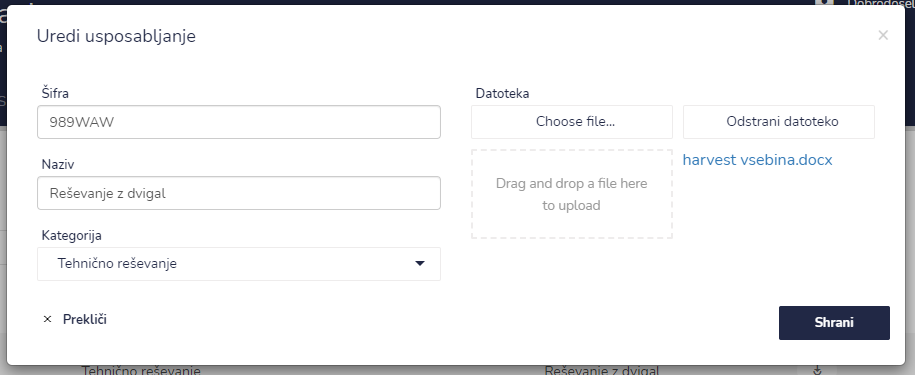 Dobrodošel
Uredi usposabljanje
×
Šifra
989WAW
Naziv
Reševanje z dvigal
Kategorija
Tehnično reševanje
× Prekliči
Datoteka
Choose file...
Odstrani datoteko
Drag and drop a file here
to upload
harvest vsebina.docx
Shrani
Tehnično reševanje
Reševanje z dvigal